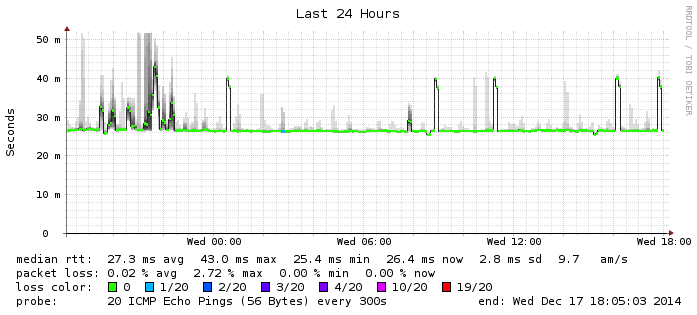 Last 24 Hours
RRDTOOL / TOBI OETIKER
Seconds
50 m
40 m
30 m
20 m
10 m
0
Wed 00:00 Wed 06:00 Wed 12:00 Wed 18:00
median rtt: 27.3 ms avg 43.0 ms max 25.4 ms min 26.4 ms now 2.8 ms sd 9.7 am/s
packet loss: 0.02 % avg 2.72 % max 0.00 % min 0.00 % now
loss color: 0 1/20 2/20 3/20 4/20 10/20 19/20
probe: 20 ICMP Echo Pings (56 Bytes) every 300s end: Wed Dec 17 18:05:03 2014